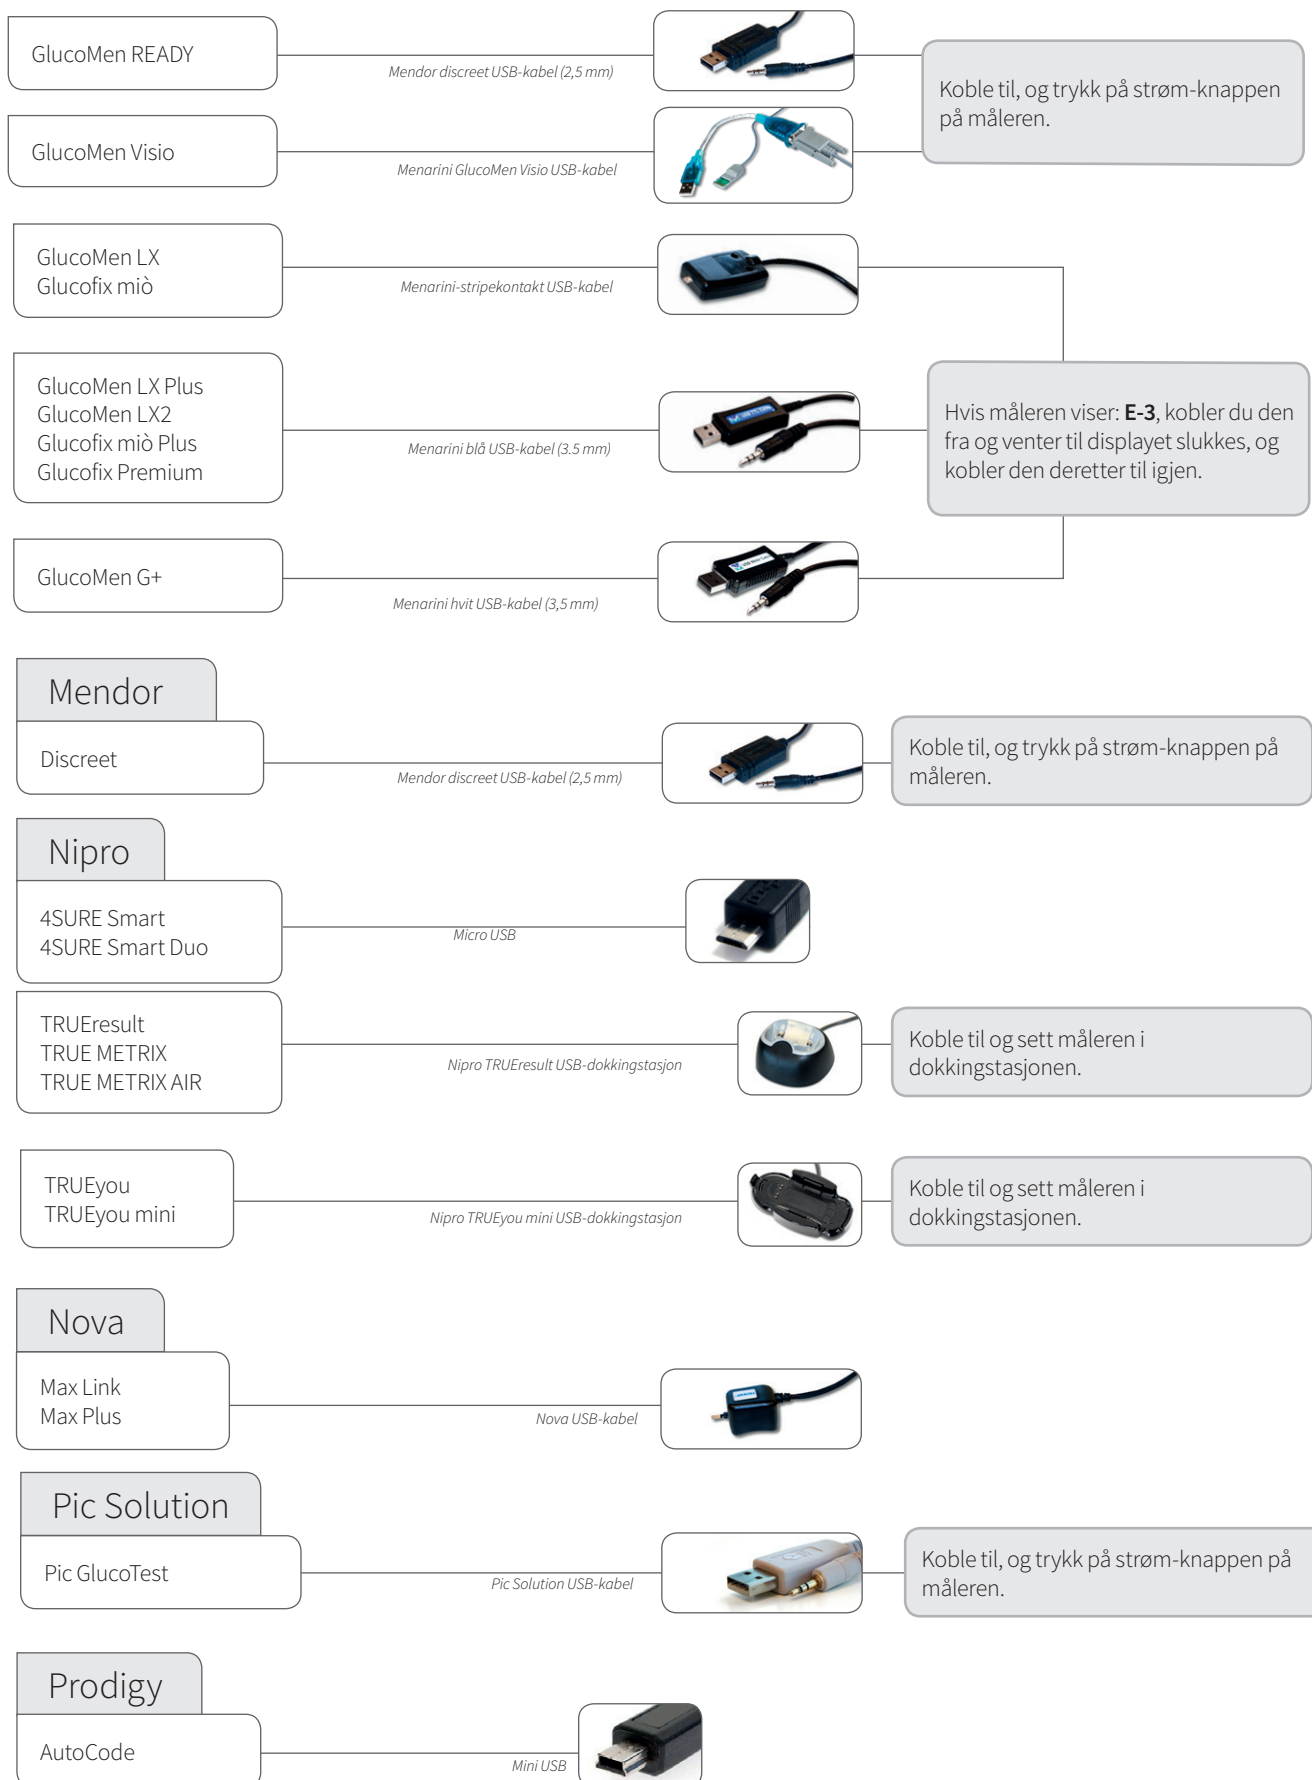 GlucoMen READY
Mendor discreet USB-kabel (2,5 mm)
Koble til, og trykk på strøm-knappen
på måleren.
GlucoMen Visio
Menarini GlucoMen Visio USB-kabel
GlucoMen LX
Glucofix miò
Menarini-stripekontakt USB-kabel
GlucoMen LX Plus
GlucoMen LX2
Glucofix miò Plus
Glucofix Premium
Menarini blå USB-kabel (3.5 mm)
Hvis måleren viser: E-3, kobler du den
fra og venter til displayet slukkes, og
kobler den deretter til igjen.
GlucoMen G+
Menarini hvit USB-kabel (3,5 mm)
Mendor
Discreet
Mendor discreet USB-kabel (2,5 mm)
Koble til, og trykk på strøm-knappen på
måleren.
Nipro
4SURE Smart
4SURE Smart Duo
Micro USB
TRUEresult
TRUE METRIX
TRUE METRIX AIR
Nipro TRUEresult USB-dokkingstasjon
Koble til og sett måleren i
dokkingstasjonen.
TRUEyou
TRUEyou mini
Nipro TRUEyou mini USB-dokkingstasjon
Koble til og sett måleren i
dokkingstasjonen.
Nova
Max Link
Max Plus
Nova USB-kabel
Pic Solution
Pic GlucoTest
Pic Solution USB-kabel
Koble til, og trykk på strøm-knappen på
måleren.
Prodigy
AutoCode
Mini USB